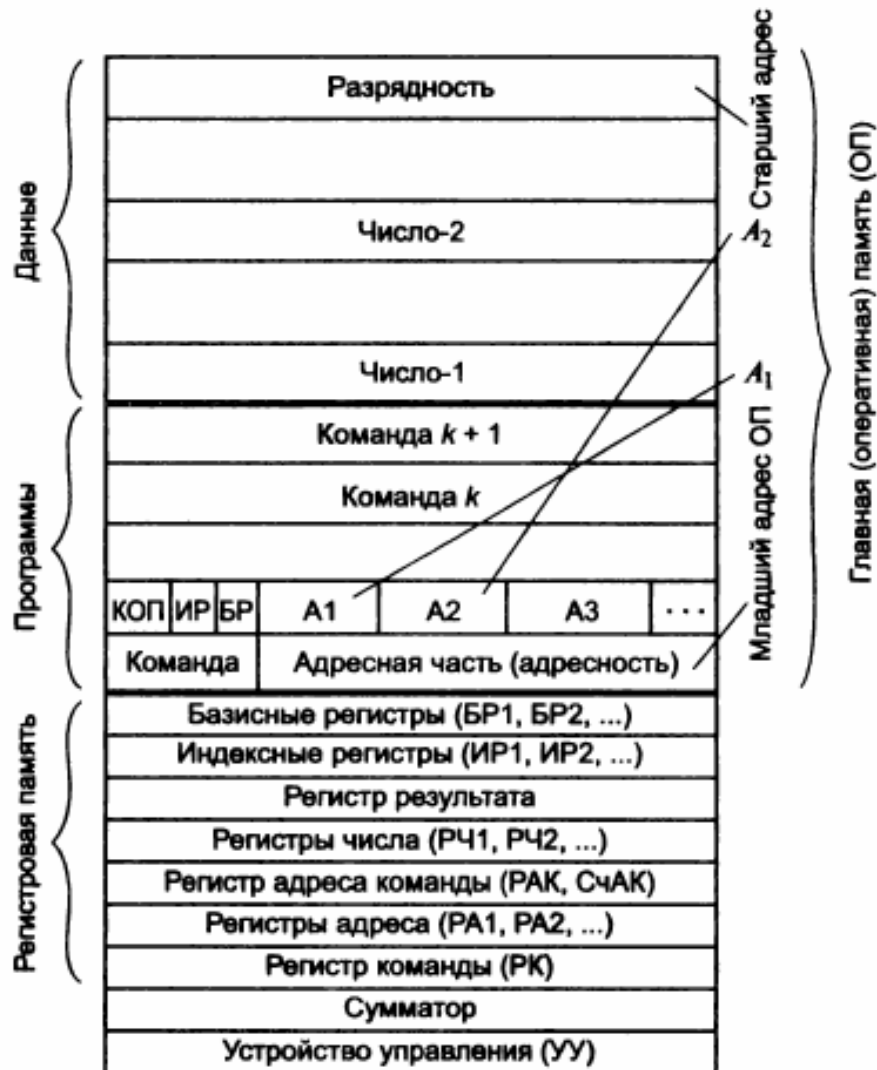 Разрядность
Число-2
Число-1
Команда k + 1
Команда k
КОП ИР БР А1 А2 А3 ...
Команда Адресная часть (адресность)
Базисные регистры (БР1, БР2, ...)
Индексные регистры (ИР1, ИР2, ...)
Регистр результата
Регистры числа (РЧ1, РЧ2, ...)
Регистр адреса команды (РАК, СчАК)
Регистры адреса (РА1, РА2, ...)
Регистр команды (РК)
Сумматор
Устройство управления (УУ)
Данные
Программы
Регистровая память
Старший адрес
A2
A1
Младший адрес ОП
Главная (оперативная) память (ОП)